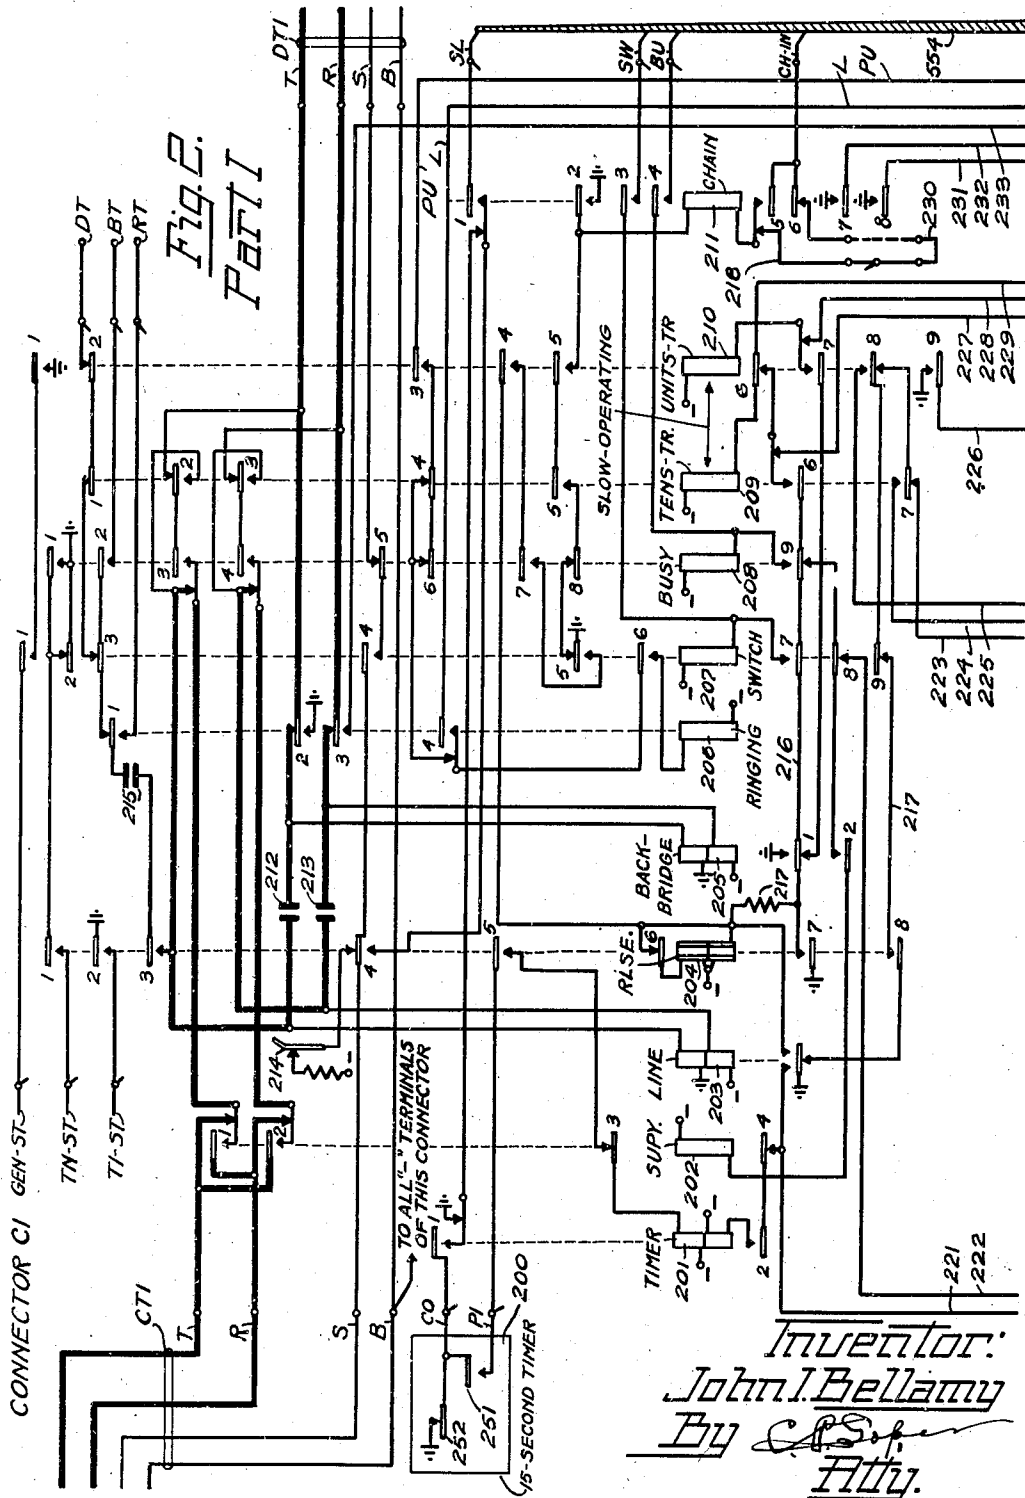 CONNECTOR C1
GEN-ST
TN-ST
TI-ST
CT1
T
R
S
B
TO ALL "-" TERMINALS
OF THIS CONNECTOR
CO
PI
200
252
251
15-SECOND TIMER
Fig. 2.
Part I
DT
BT
RT
DT1
T
R
S
B
SL
SW
BU
CH-IN
554
L
PU
PU'
L
215
212
213
214
TIMER
201
SUPY.
202
LINE
203
RLSE.
204
BACK-
BRIDGE
205
206
RINGING
SWITCH
207
BUSY
208
TENS-TR.
209
UNITS-TR
210
SLOW-OPERATING
CHAIN
211
216
217
217
218
221
222
223
224
225
226
227
228
229
230
231
232
233
Inventor:
John I. Bellamy
By
Atty.